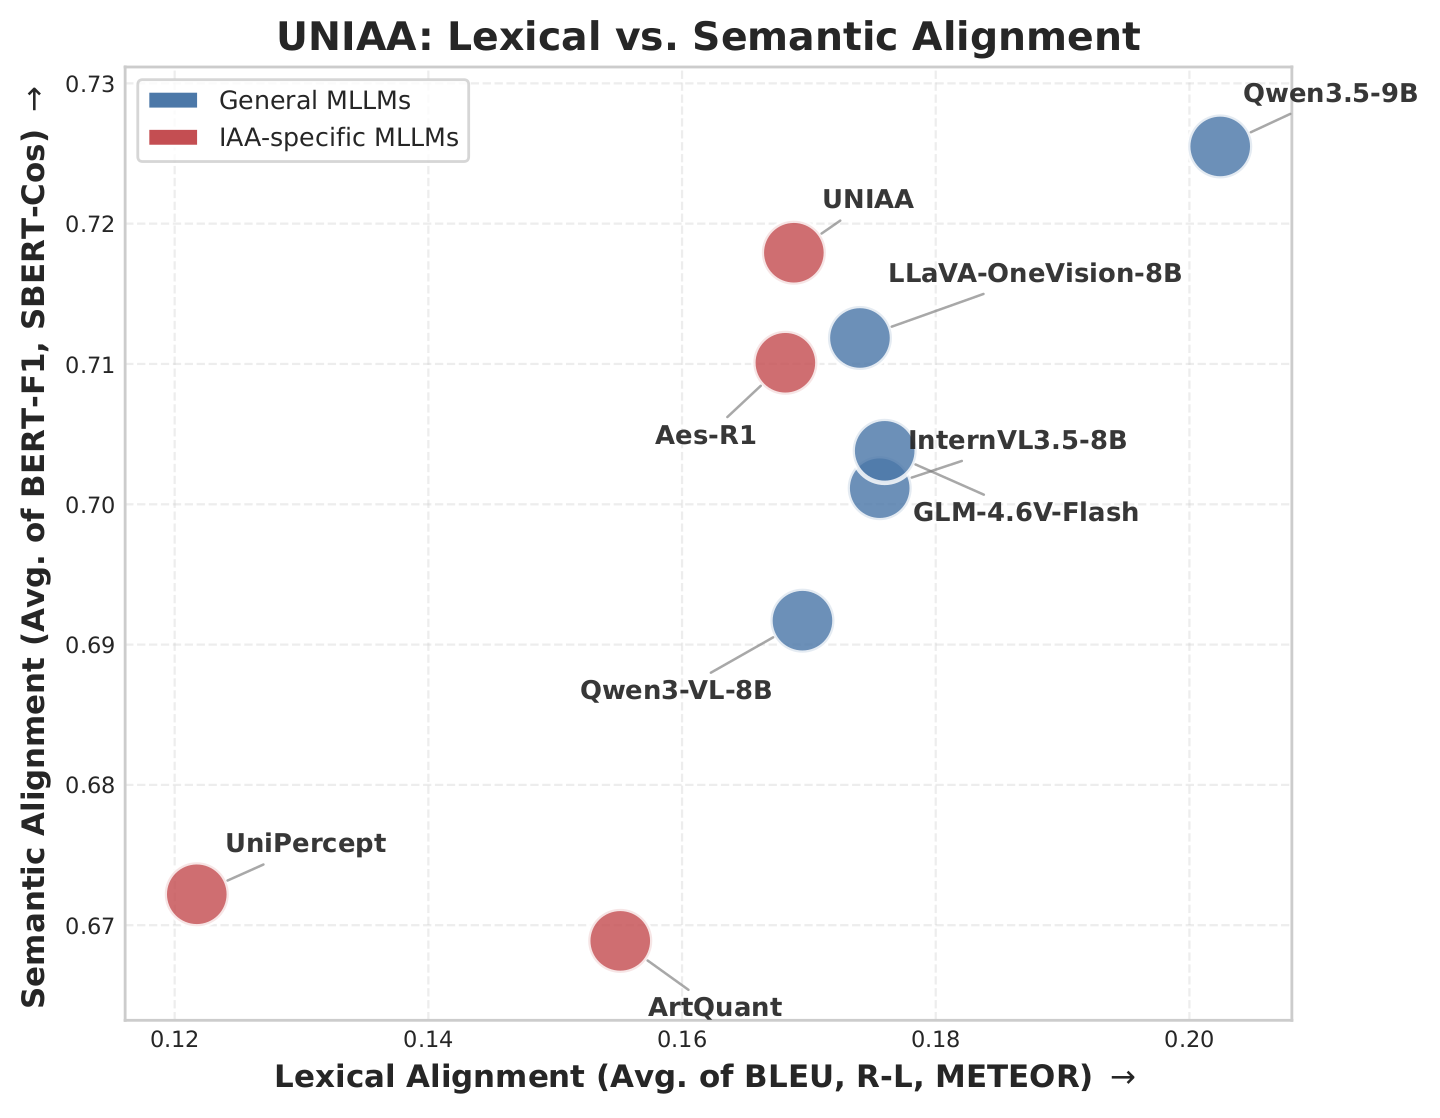 UNIAA: Lexical vs. Semantic Alignment
General MLLMs
IAA-specific MLLMs
Semantic Alignment (Avg. of BERT-F1, SBERT-Cos) →
0.73
0.72
0.71
0.70
0.69
0.68
0.67
Qwen3.5-9B
UNIAA
LLaVA-OneVision-8B
Aes-R1
InternVL3.5-8B
GLM-4.6V-Flash
Qwen3-VL-8B
UniPercept
ArtQuant
0.12
0.14
0.16
0.18
0.20
Lexical Alignment (Avg. of BLEU, R-L, METEOR) →